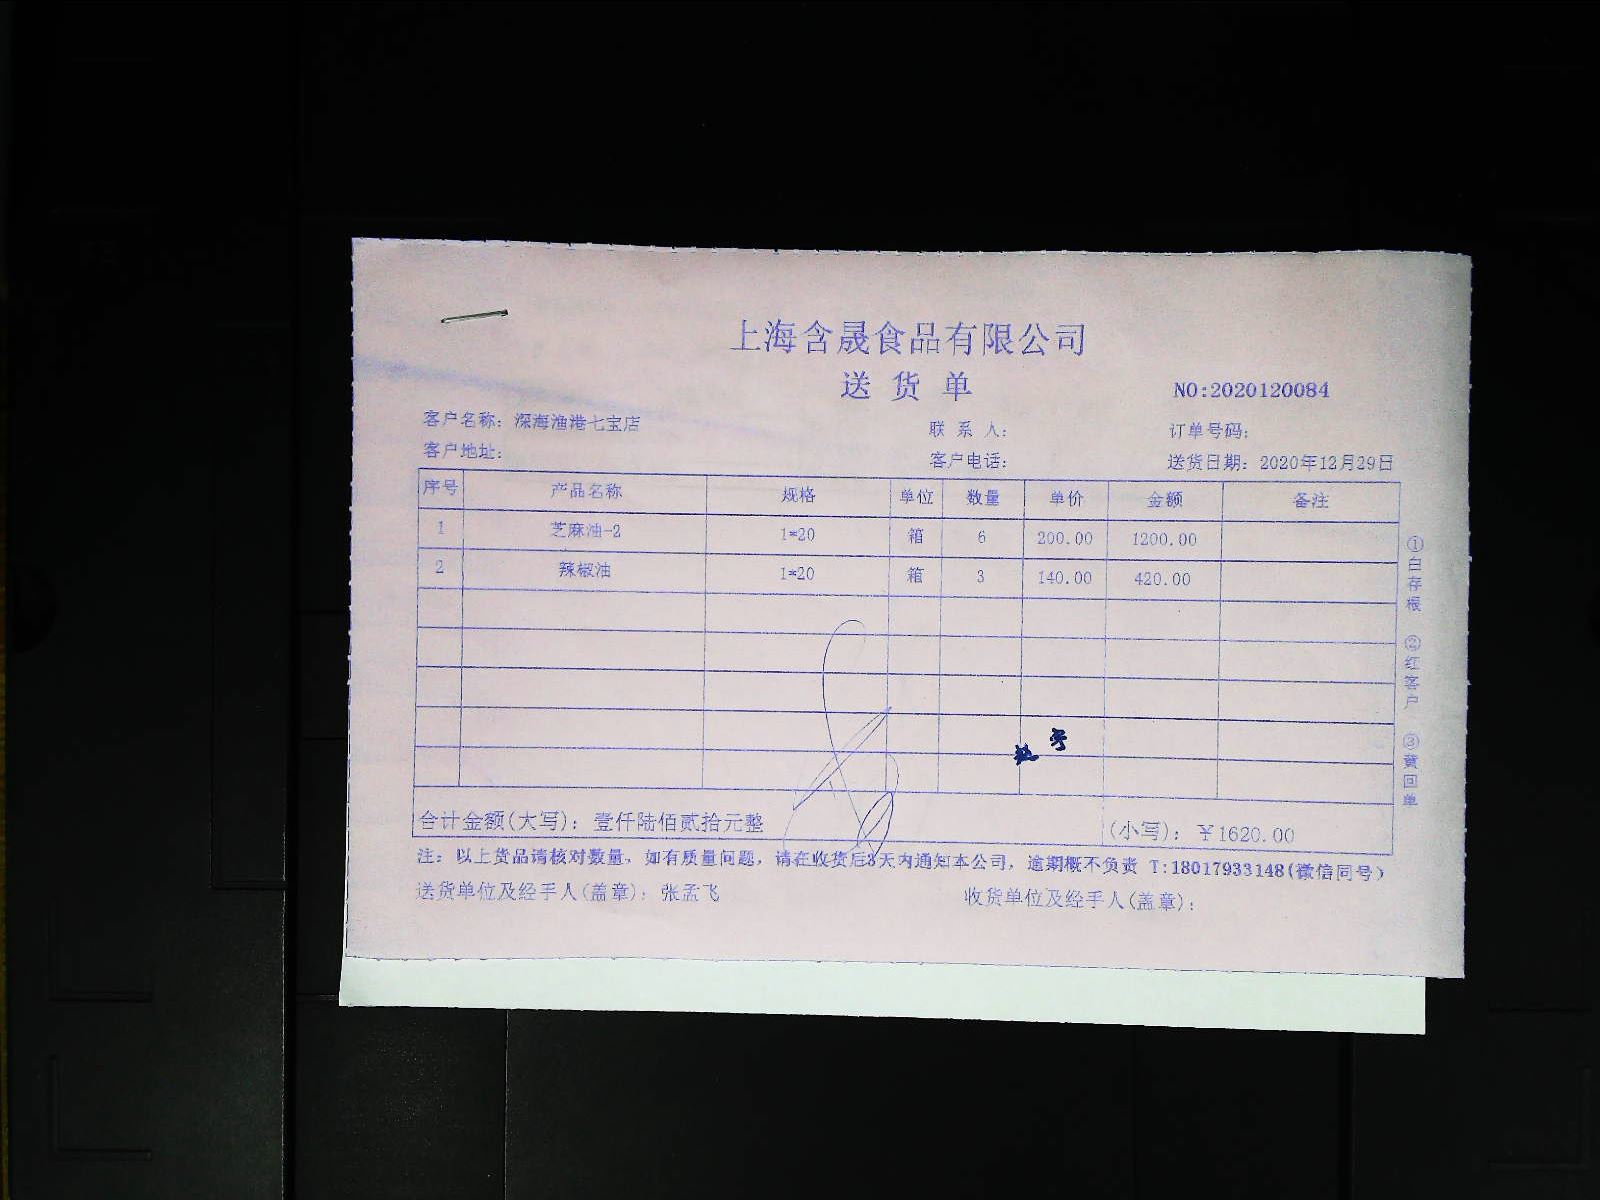 上海含晟食品有限公司
送货单
NO:2020120084
客户名称：深海渔港七宝店 联系人： 订单号码：
客户地址： 客户电话： 送货日期：2020年12月29日
序号 产品名称 规格 单位 数量 单价 金额 备注
1 芝麻油-2 1*20 箱 6 200.00 1200.00
2 辣椒油 1*20 箱 3 140.00 420.00
合计金额(大写)：壹仟陆佰贰拾元整 (小写)：￥1620.00
注：以上货品请核对数量，如有质量问题，请在收货后3天内通知本公司，逾期概不负责 T:18017933148(微信同号)
送货单位及经手人(盖章)：张孟飞 收货单位及经手人(盖章)：
①白存根 ②红客户 ③黄回单